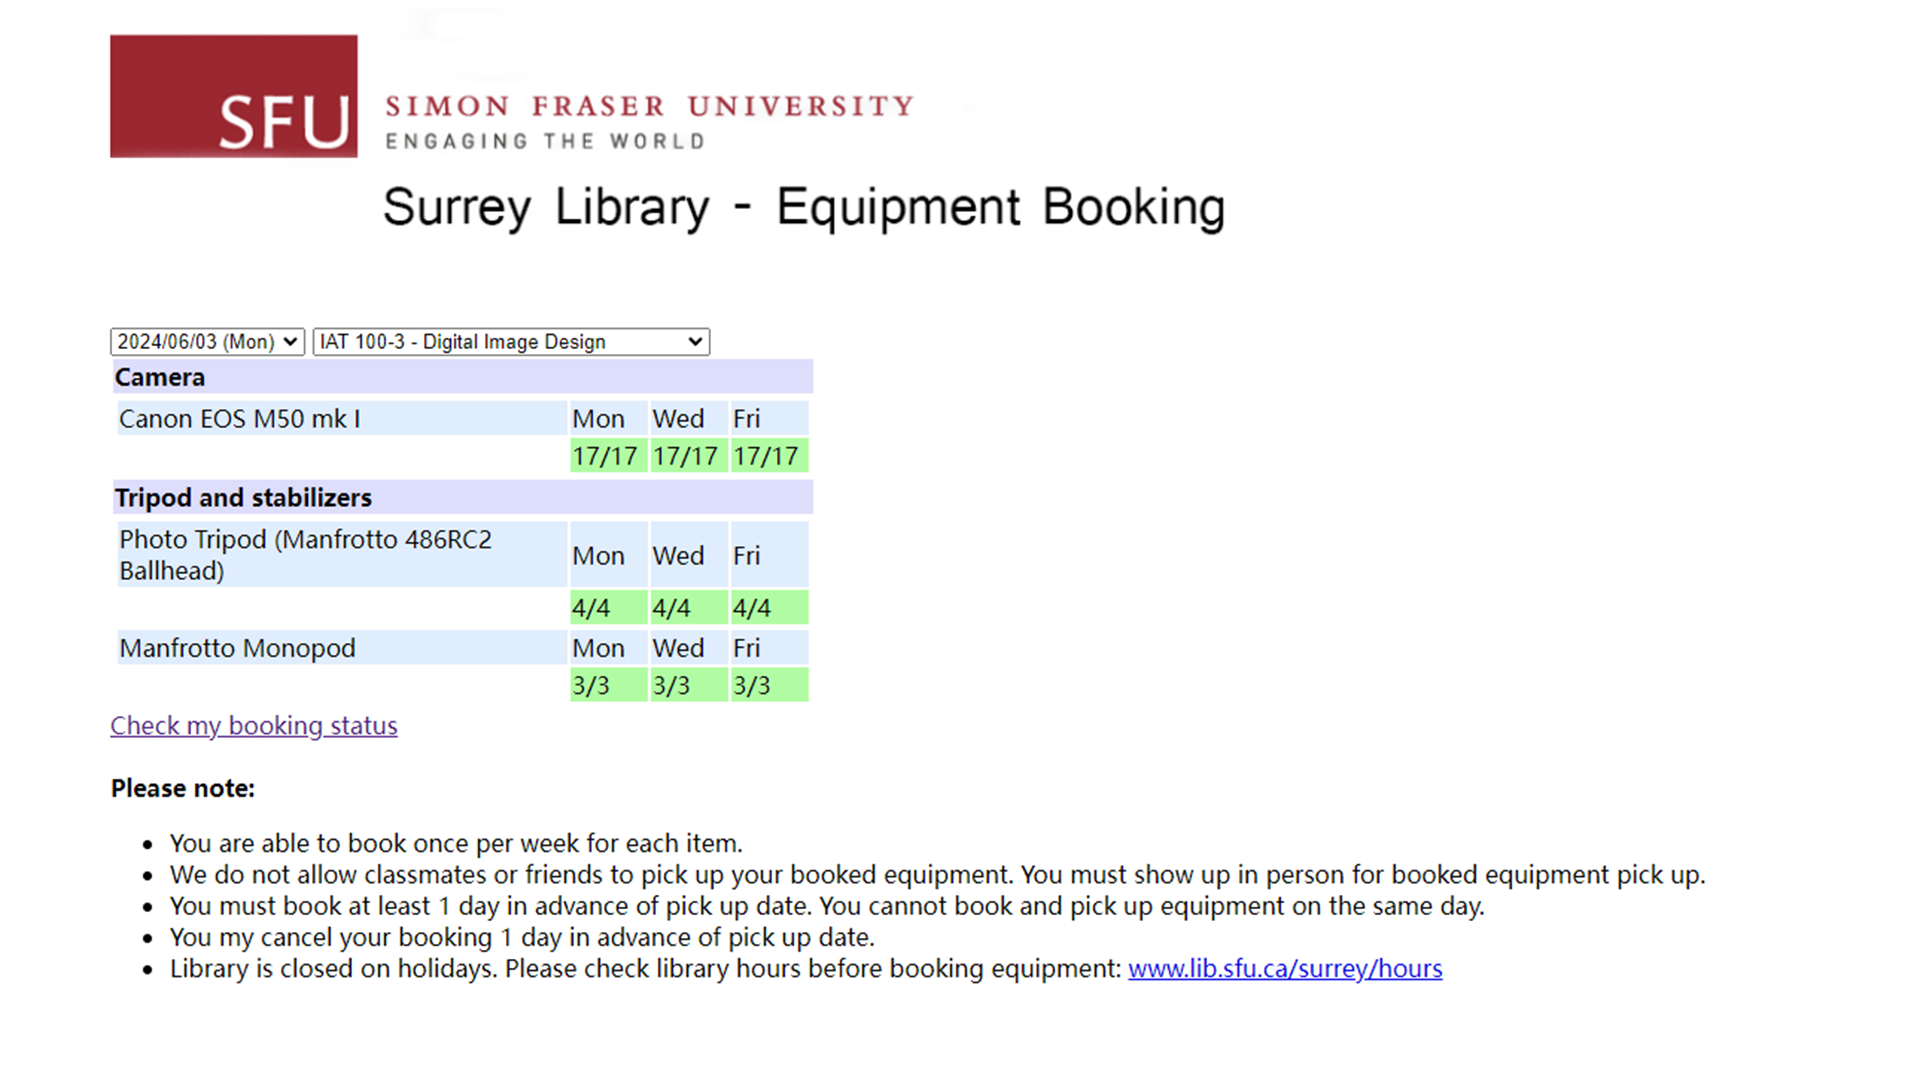 SFU
SIMON FRASER UNIVERSITY
ENGAGING THE WORLD
Surrey Library - Equipment Booking
2024/06/03 (Mon) IAT 100-3 - Digital Image Design
Camera
Canon EOS M50 mk I Mon Wed Fri
17/17 17/17 17/17
Tripod and stabilizers
Photo Tripod (Manfrotto 486RC2
Ballhead) Mon Wed Fri
4/4 4/4 4/4
Manfrotto Monopod Mon Wed Fri
3/3 3/3 3/3
Check my booking status
Please note:
• You are able to book once per week for each item.
• We do not allow classmates or friends to pick up your booked equipment. You must show up in person for booked equipment pick up.
• You must book at least 1 day in advance of pick up date. You cannot book and pick up equipment on the same day.
• You my cancel your booking 1 day in advance of pick up date.
• Library is closed on holidays. Please check library hours before booking equipment: www.lib.sfu.ca/surrey/hours